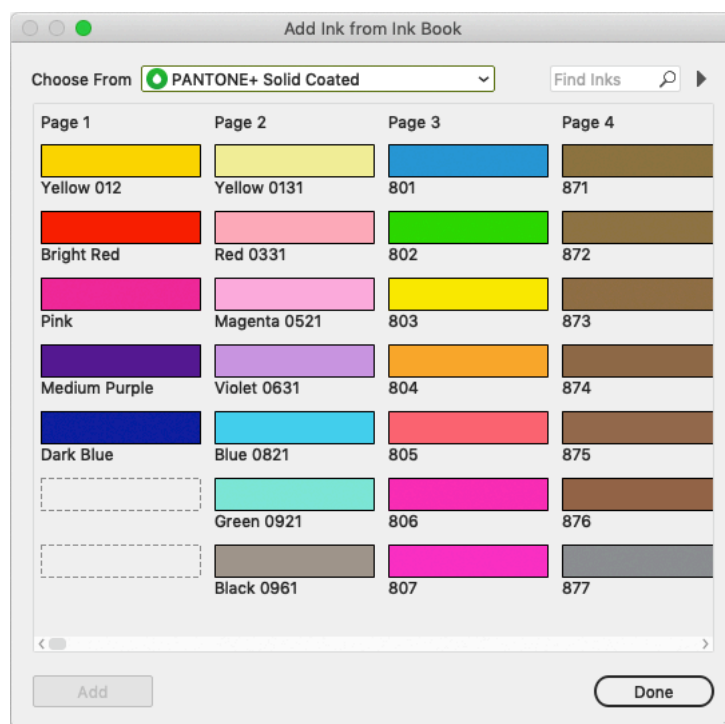 Add Ink from Ink Book
Choose From PANTONE+ Solid Coated Find Inks
Page 1 Page 2 Page 3 Page 4
Yellow 012 Yellow 0131 801 871
Bright Red Red 0331 802 872
Pink Magenta 0521 803 873
Medium Purple Violet 0631 804 874
Dark Blue Blue 0821 805 875
Green 0921 806 876
Black 0961 807 877
Add Done